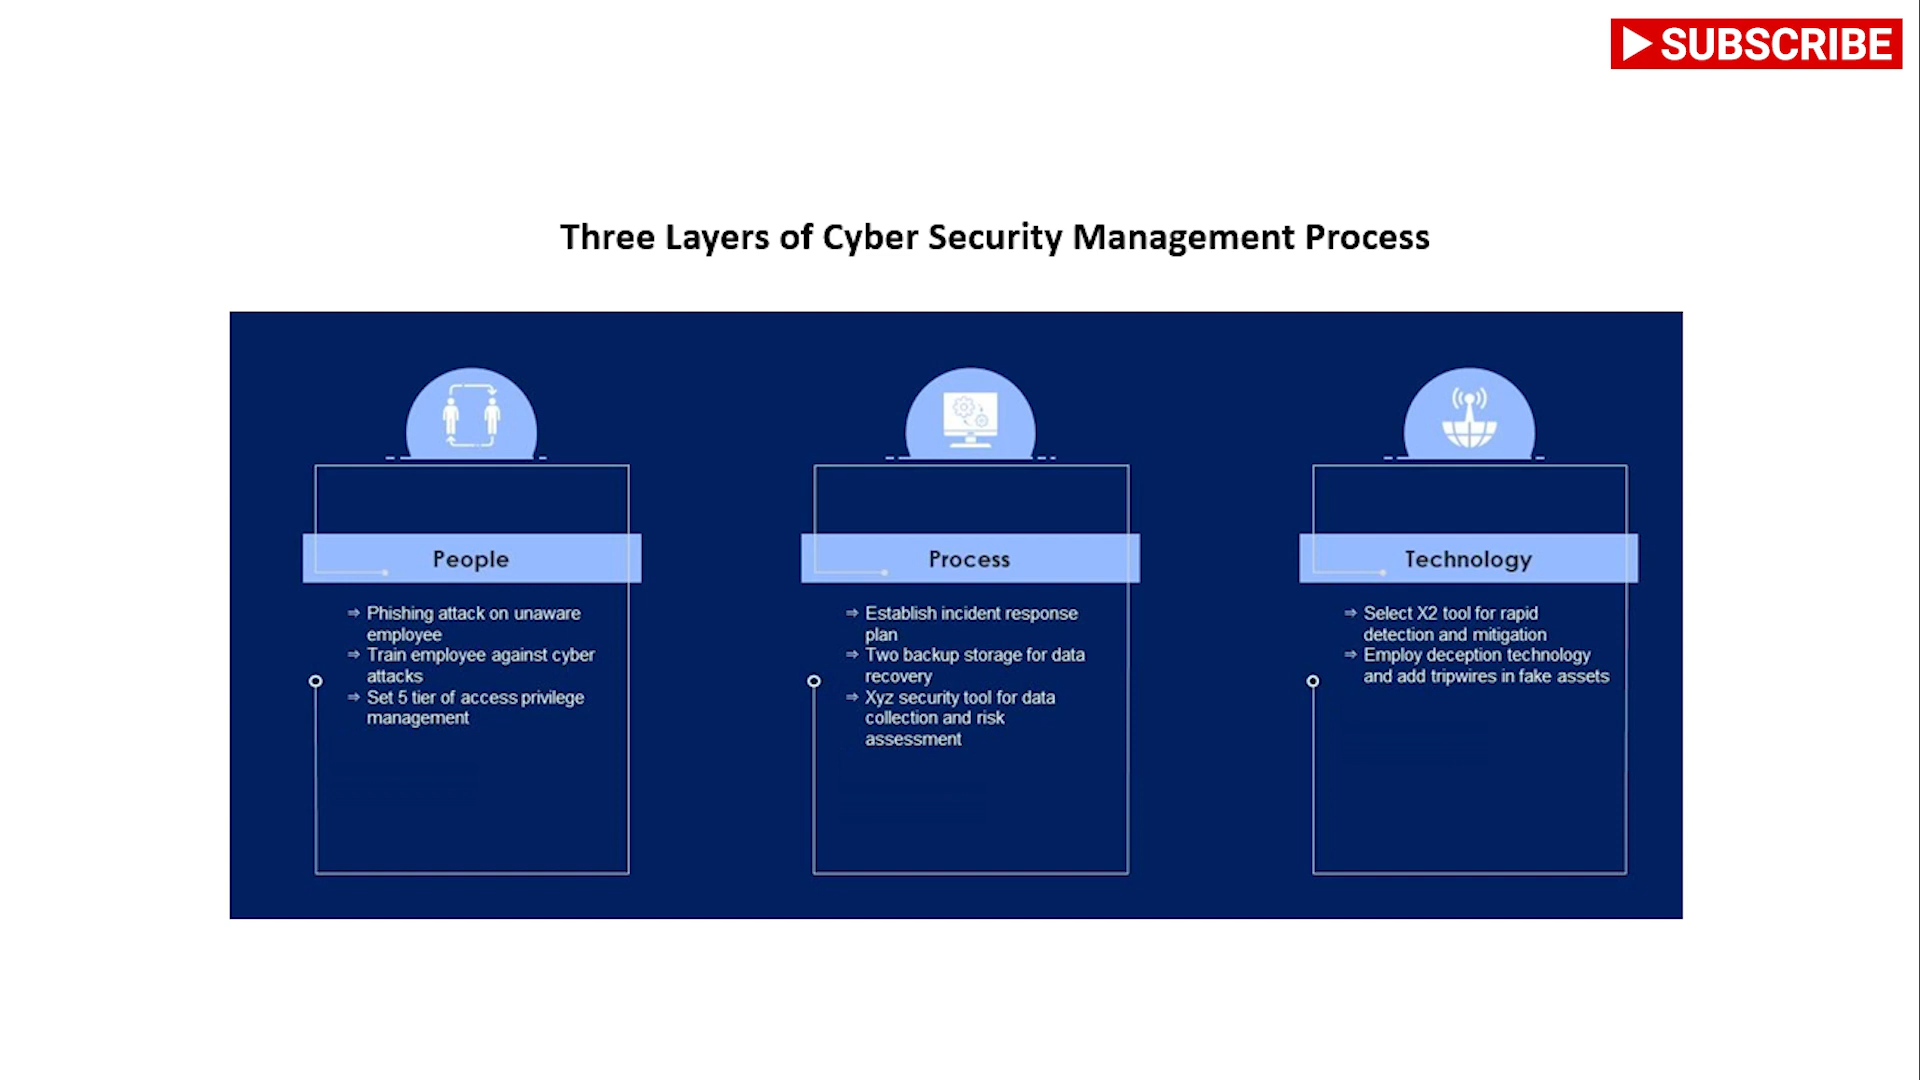 SUBSCRIBE
Three Layers of Cyber Security Management Process
People
⇒ Phishing attack on unaware
employee
⇒ Train employee against cyber
attacks
⇒ Set 5 tier of access privilege
management
Process
⇒ Establish incident response
plan
⇒ Two backup storage for data
recovery
⇒ Xyz security tool for data
collection and risk
assessment
Technology
⇒ Select X2 tool for rapid
detection and mitigation
⇒ Employ deception technology
and add tripwires in fake assets